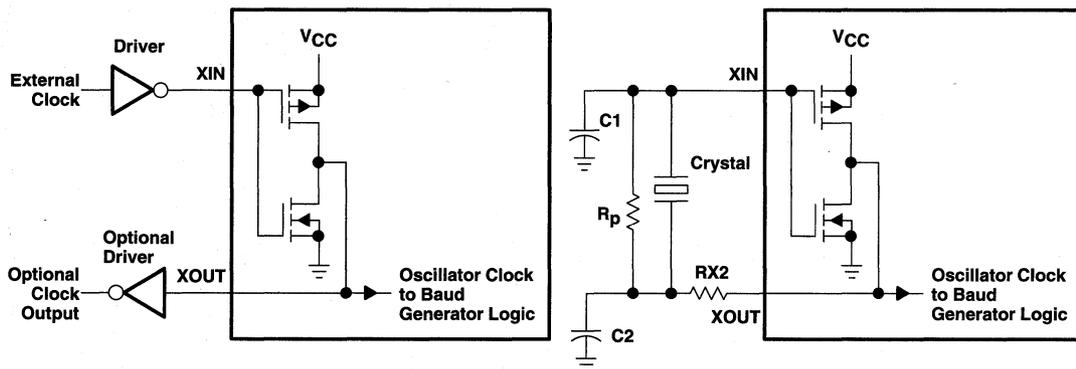 Driver
External
Clock
XIN
VCC
Optional
Driver
Optional
Clock
Output
XOUT
Oscillator Clock
to Baud
Generator Logic
VCC
XIN
C1
Crystal
Rp
RX2
XOUT
C2
Oscillator Clock
to Baud
Generator Logic